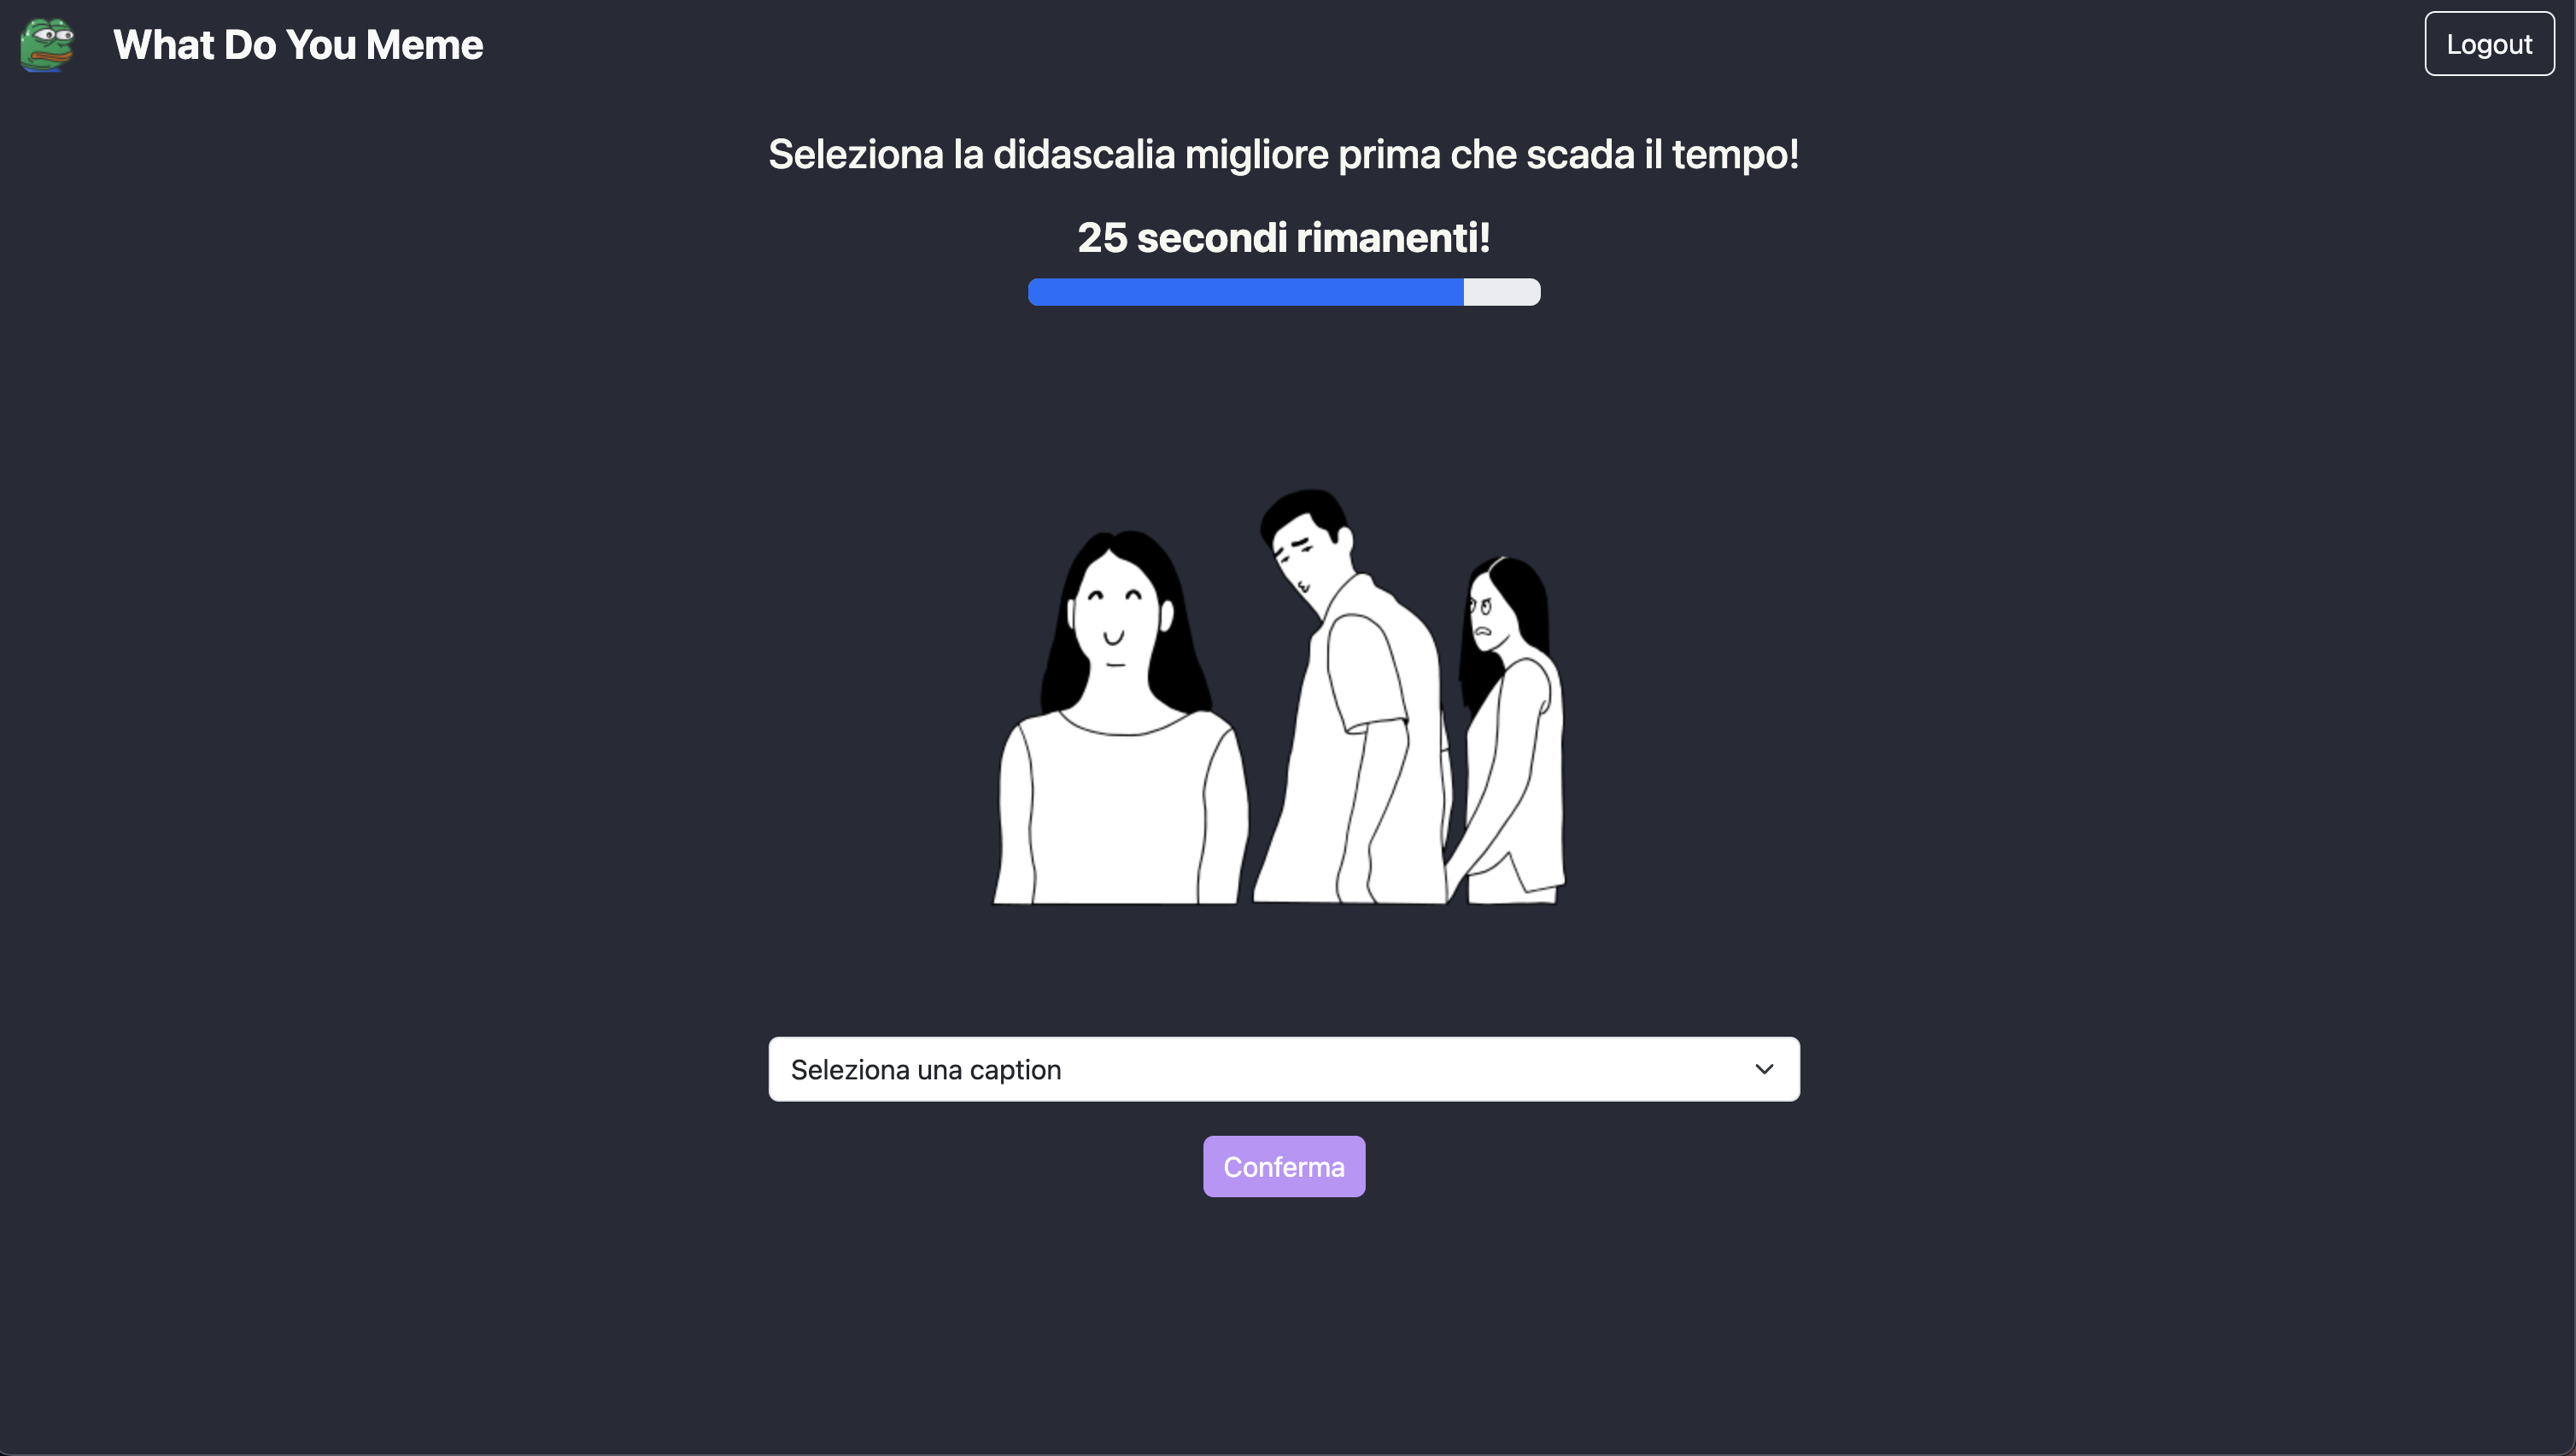 What Do You Meme
Logout
Seleziona la didascalia migliore prima che scada il tempo!
25 secondi rimanenti!
Seleziona una caption
Conferma